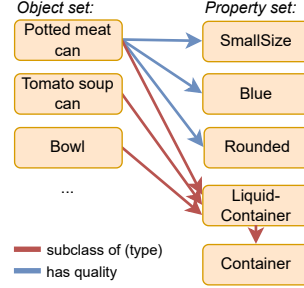 Object set:
Property set:
Potted meat
can
SmallSize
Tomato soup
can
Blue
Bowl
Rounded
...
Liquid-
Container
Container
subclass of (type)
has quality